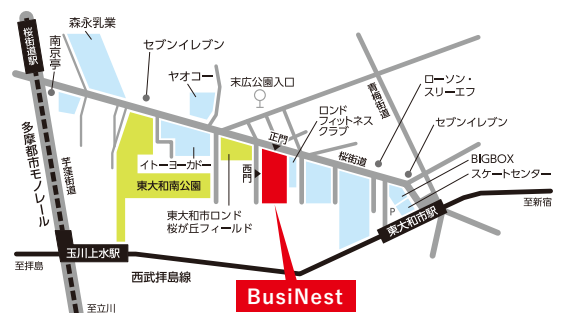 森永乳業
桜街道駅
南京亭
セブンイレブン
ヤオコー
末広公園入口
青梅街道
ローソン・
スリーエフ
ロンド
フィットネス
クラブ
セブンイレブン
正門
桜街道
BIGBOX
スケートセンター
芋窪街道
多摩都市モノレール
イトーヨーカドー
西門
東大和南公園
東大和市ロンド
桜が丘フィールド
P
至新宿
東大和市駅
玉川上水駅
至拝島
西武拝島線
BusiNest
至立川